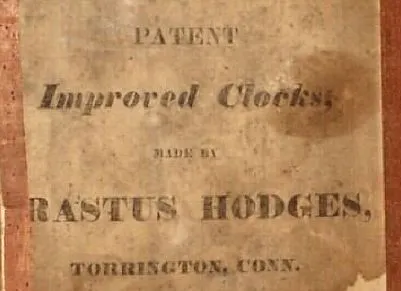 PATENT
Improved Clocks,
MADE BY
RASTUS HODGES,
TORRINGTON, CONN.